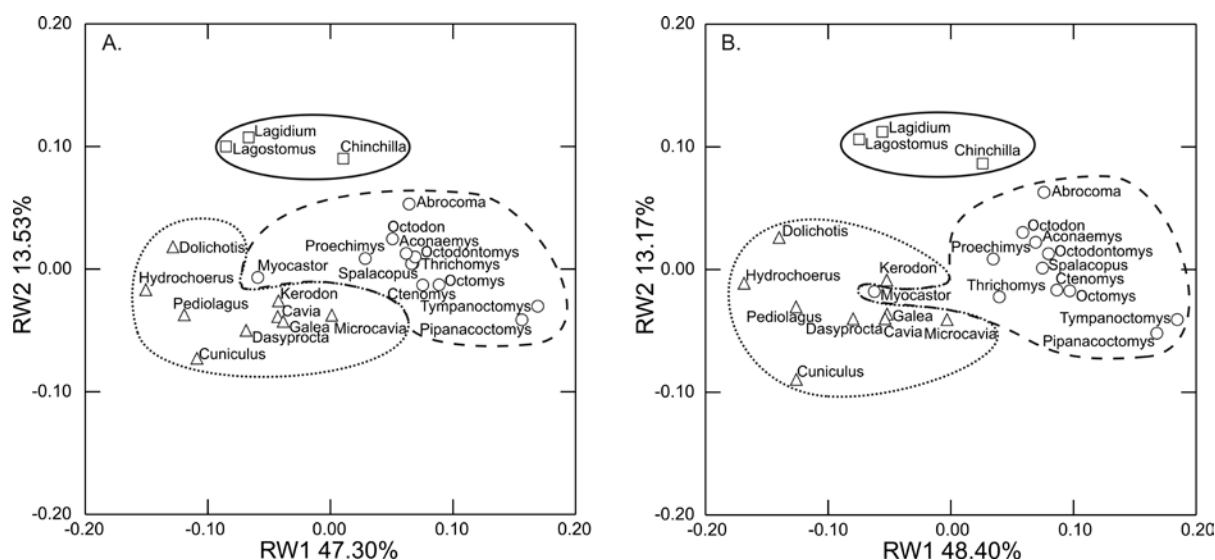 A.
0.20
0.10
0.00
-0.10
-0.20
-0.20
-0.10
0.00
0.10
0.20
RW2 13.53%
RW1 47.30%
Lagidium
Lagostomus
Chinchilla
Abrocoma
Octodon
Aconaemys
Octodontomys
Proechimys
Thrichomys
Spalacopus
Octomys
Ctenomys
Tympanoctomys
Pipanacoctomys
Dolichotis
Myocastor
Hydrochoerus
Kerodon
Pediolagus
Cavia
Galea
Microcavia
Dasyprocta
Cuniculus
B.
0.20
0.10
0.00
-0.10
-0.20
-0.20
-0.10
0.00
0.10
0.20
RW2 13.17%
RW1 48.40%
Lagidium
Lagostomus
Chinchilla
Abrocoma
Octodon
Aconaemys
Proechimys
Octodontomys
Spalacopus
Thrichomys
Ctenomys
Octomys
Tympanoctomys
Pipanacoctomys
Dolichotis
Kerodon
Hydrochoerus
Myocastor
Pediolagus
Galea
Dasyprocta
Cavia
Microcavia
Cuniculus